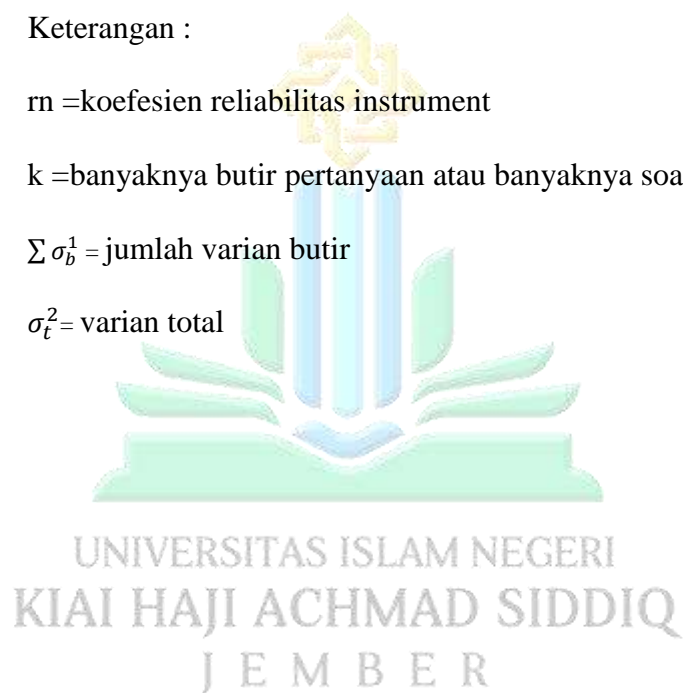 Keterangan :
rn =koefesien reliabilitas instrument
k =banyaknya butir pertanyaan atau banyaknya soa
∑ σ_b^1 = jumlah varian butir
σ_t^2= varian total
UNIVERSITAS ISLAM NEGERI
KIAI HAJI ACHMAD SIDDIQ
JEMBER